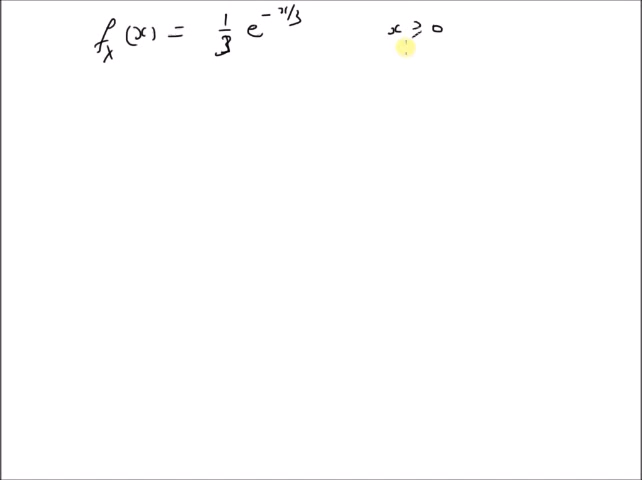 f_X(x) = 1/3 e^{-x/3} x ≥ 0